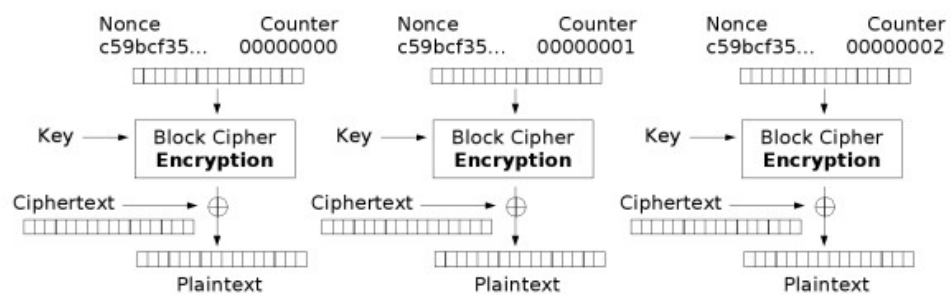 Nonce Counter Nonce Counter Nonce Counter
c59bcf35... 00000000 c59bcf35... 00000001 c59bcf35... 00000002
Key Block Cipher Key Block Cipher Key Block Cipher
Encryption Encryption Encryption
Ciphertext Ciphertext Ciphertext
Plaintext Plaintext Plaintext